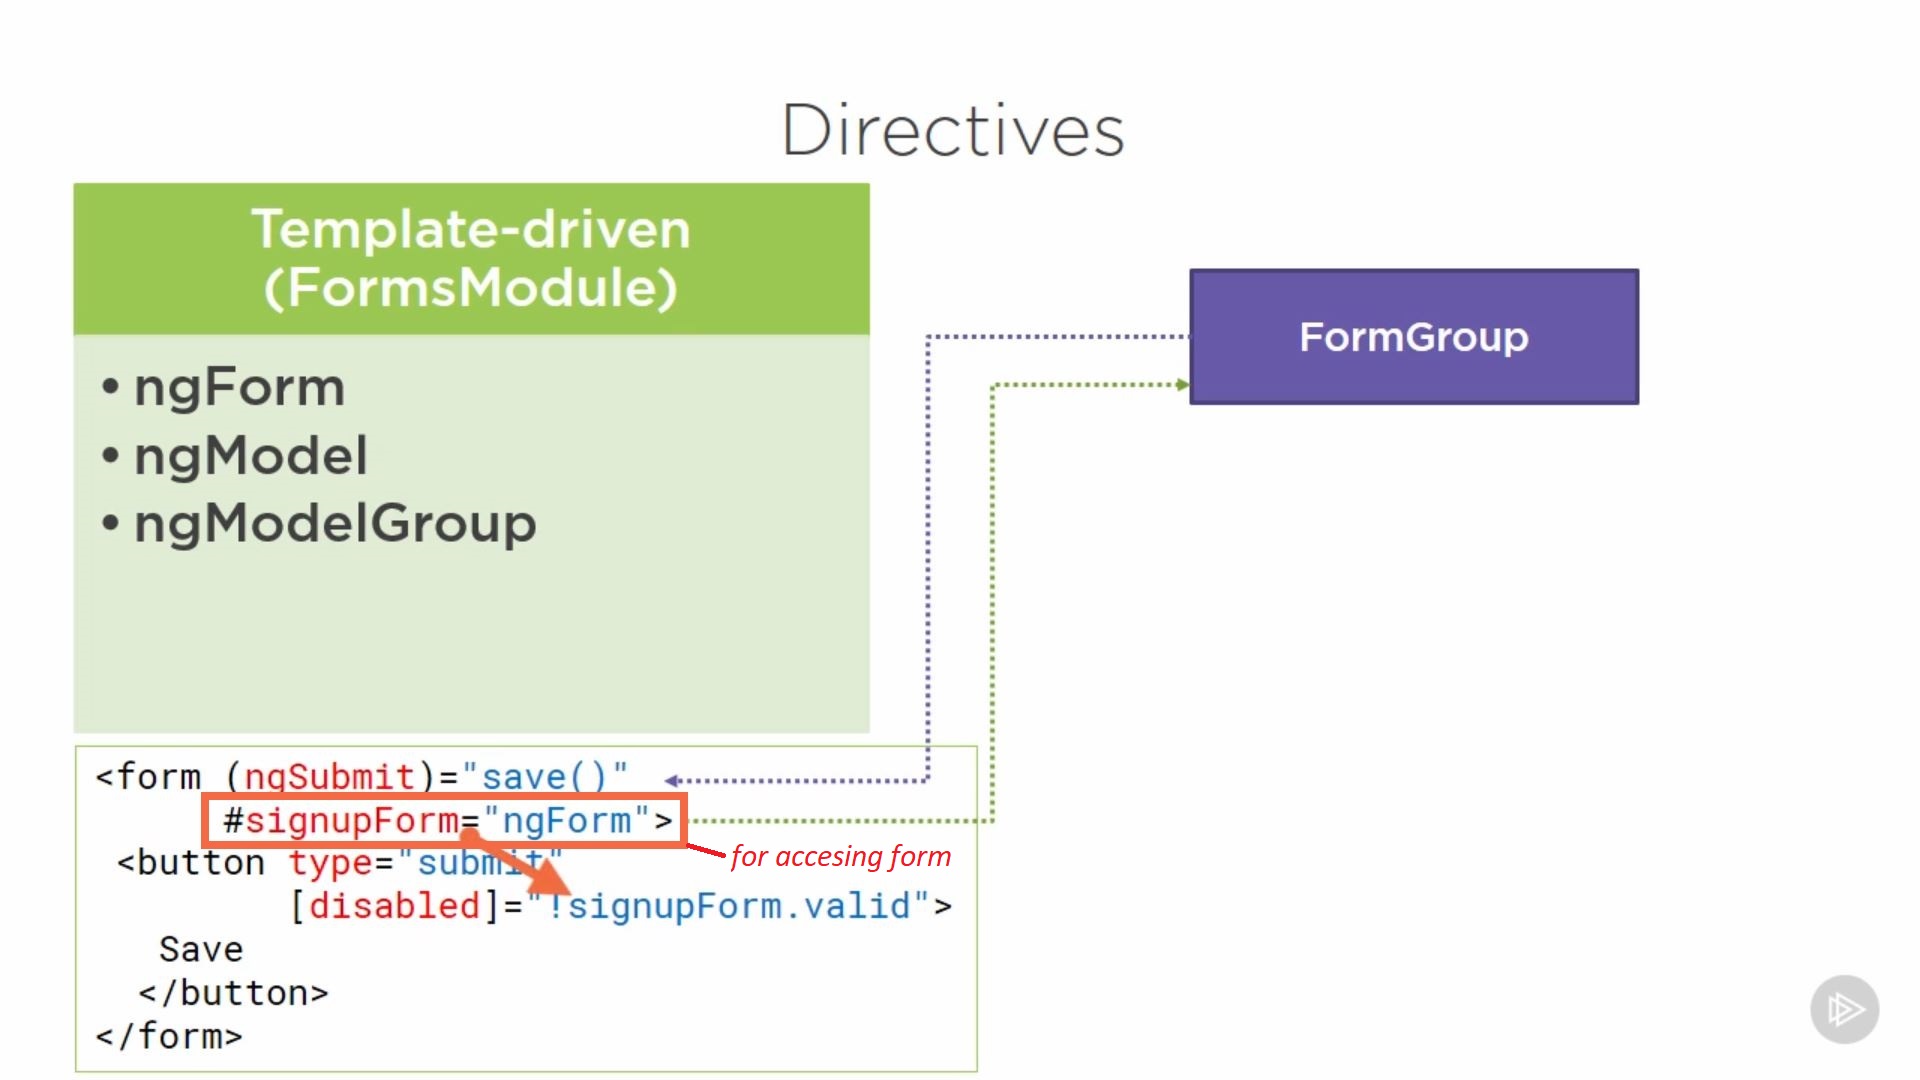 Directives
Template-driven
(FormsModule)
• ngForm
• ngModel
• ngModelGroup
FormGroup
<form (ngSubmit)="save()"
#signupForm="ngForm">
for accesing form
<button type="submit"
[disabled]="!signupForm.valid">
Save
</button>
</form>